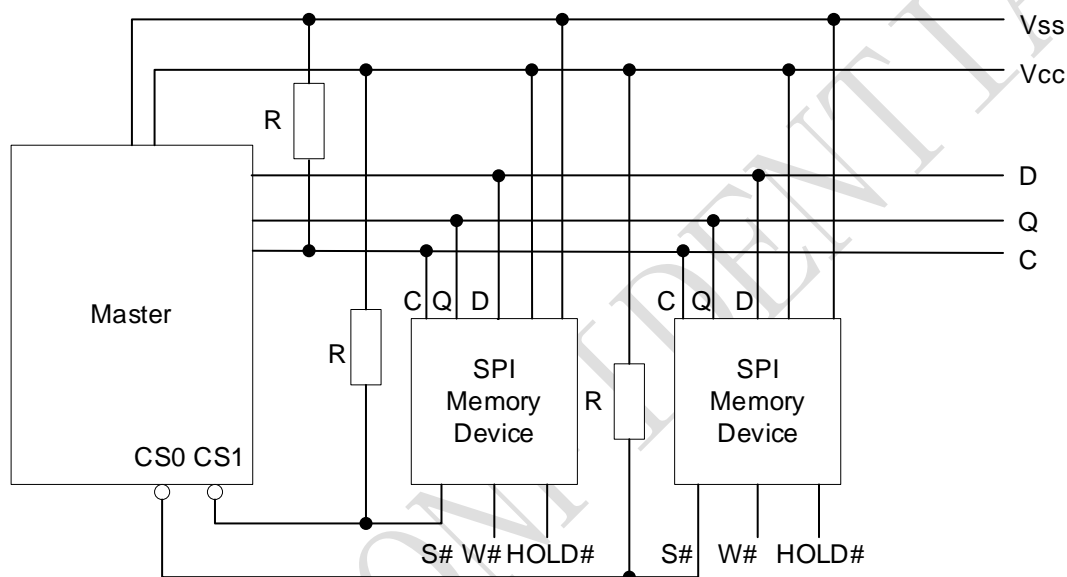 Vss
Vcc
R
D
Q
C
C Q D
C Q D
Master
R
SPI
Memory
Device
R
SPI
Memory
Device
CS0 CS1
S# W# HOLD#
S# W# HOLD#